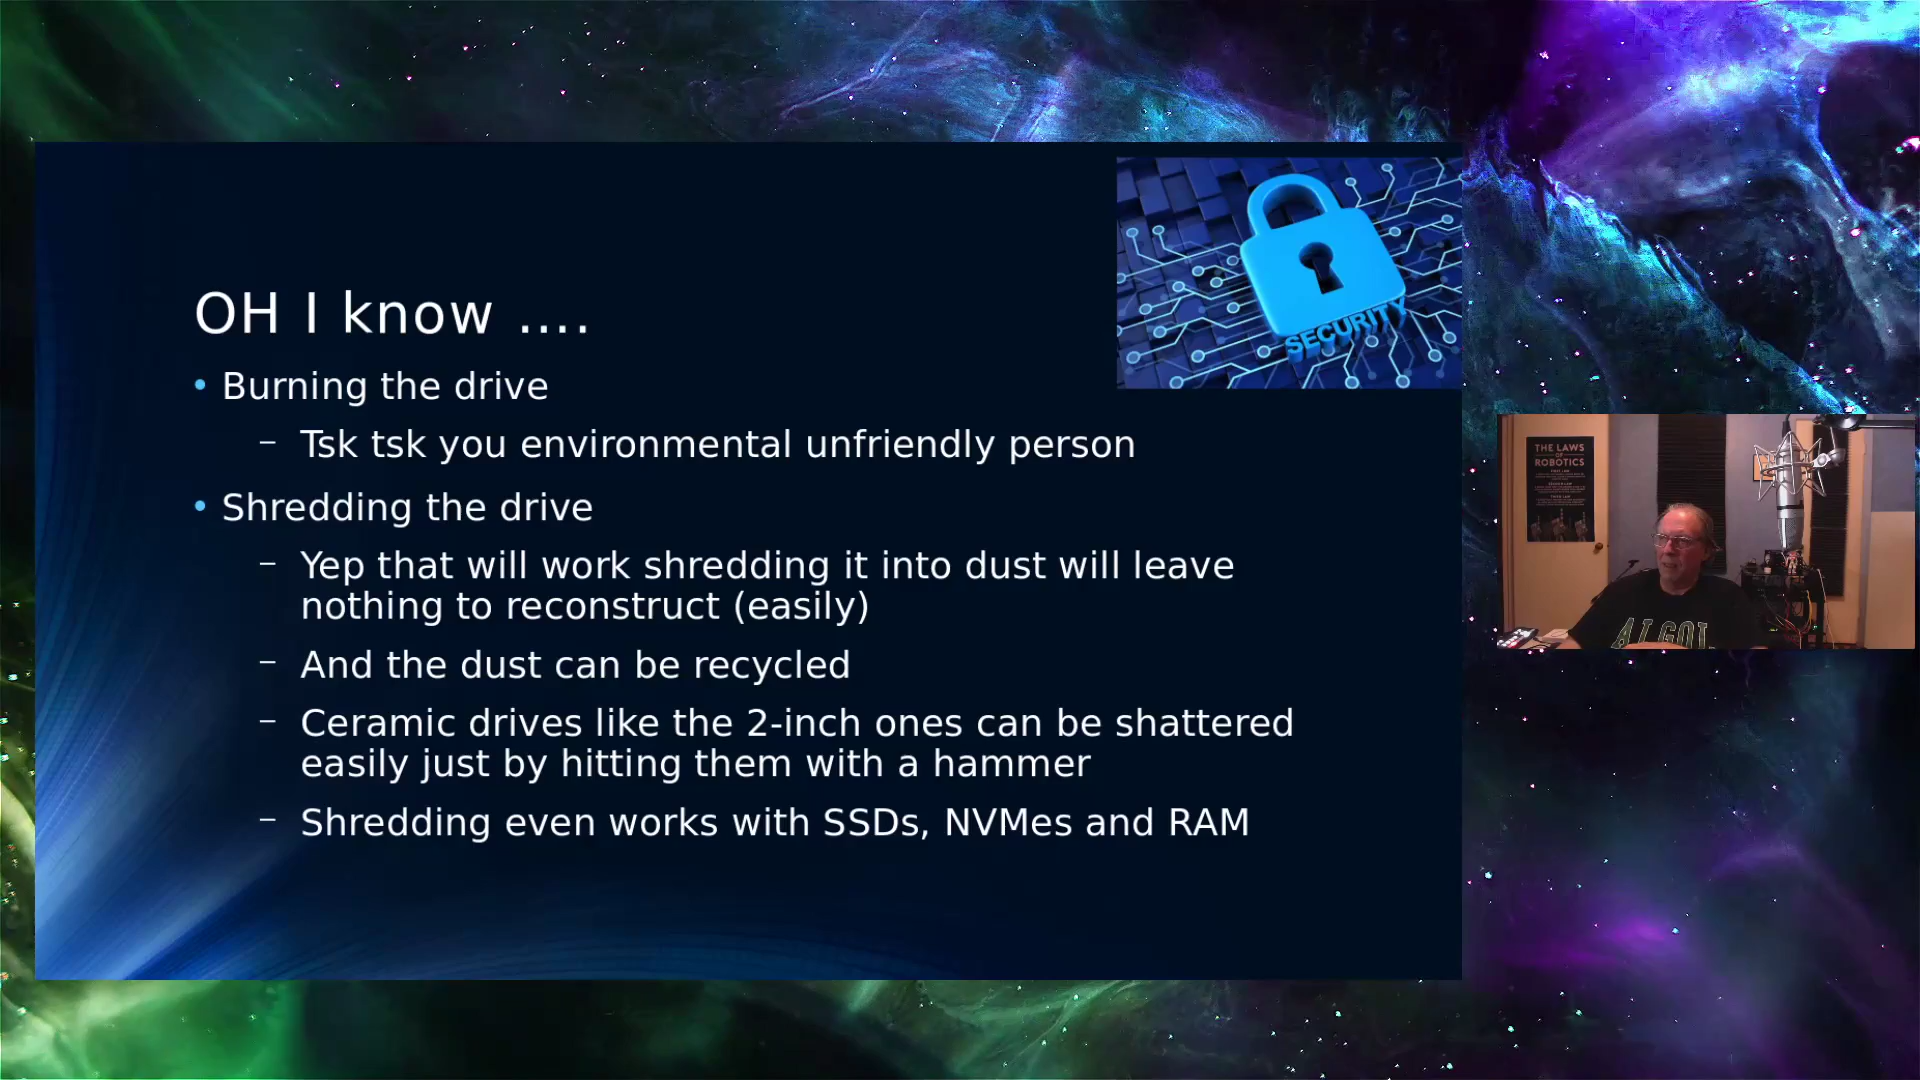 OH I know ....
• Burning the drive
– Tsk tsk you environmental unfriendly person
• Shredding the drive
– Yep that will work shredding it into dust will leave
nothing to reconstruct (easily)
– And the dust can be recycled
– Ceramic drives like the 2-inch ones can be shattered
easily just by hitting them with a hammer
– Shredding even works with SSDs, NVMes and RAM
SECURITY
THE LAWS
OF
ROBOTICS
ALGOL